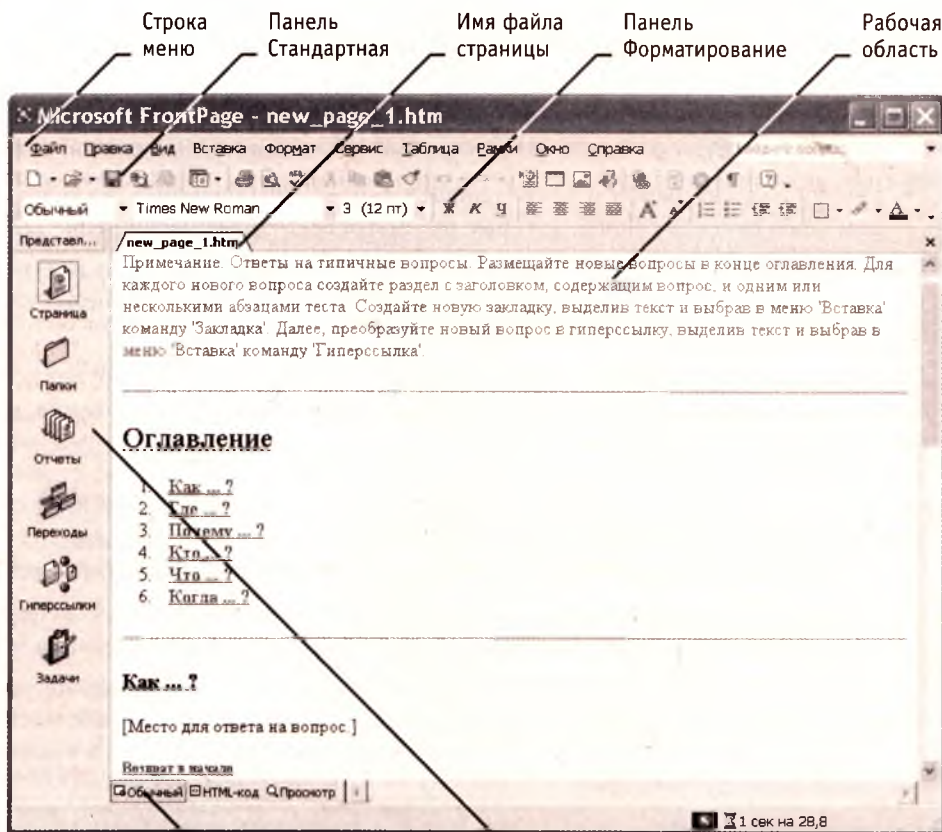 Строка меню
Панель Стандартная
Имя файла страницы
Панель Форматирование
Рабочая область
Microsoft FrontPage - new_page_1.htm
Файл Правка Вид Вставка Формат Сервис Таблица Рамки Окно Справка
Обычный Times New Roman 3 (12 пт) Ж К Ч
Представл... new_page_1.htm
Примечание. Ответы на типичные вопросы. Размещайте новые вопросы в конце оглавления. Для
каждого нового вопроса создайте раздел с заголовком, содержащим вопрос, и одним или
несколькими абзацами теста. Создайте новую закладку, выделив текст и выбрав в меню 'Вставка'
команду 'Закладка'. Далее, преобразуйте новый вопрос в гиперссылку, выделив текст и выбрав в
меню 'Вставка' команду 'Гиперссылка'.
Страница
Папки
Отчеты
Переходы
Гиперссылки
Задачи
Оглавление
1. Как ... ?
2. Где ... ?
3. Почему ... ?
4. Кто ... ?
5. Что ... ?
6. Когда ... ?
Как ... ?
[Место для ответа на вопрос.]
Возврат в начало
Обычный HTML-код Просмотр
1 сек на 28,8